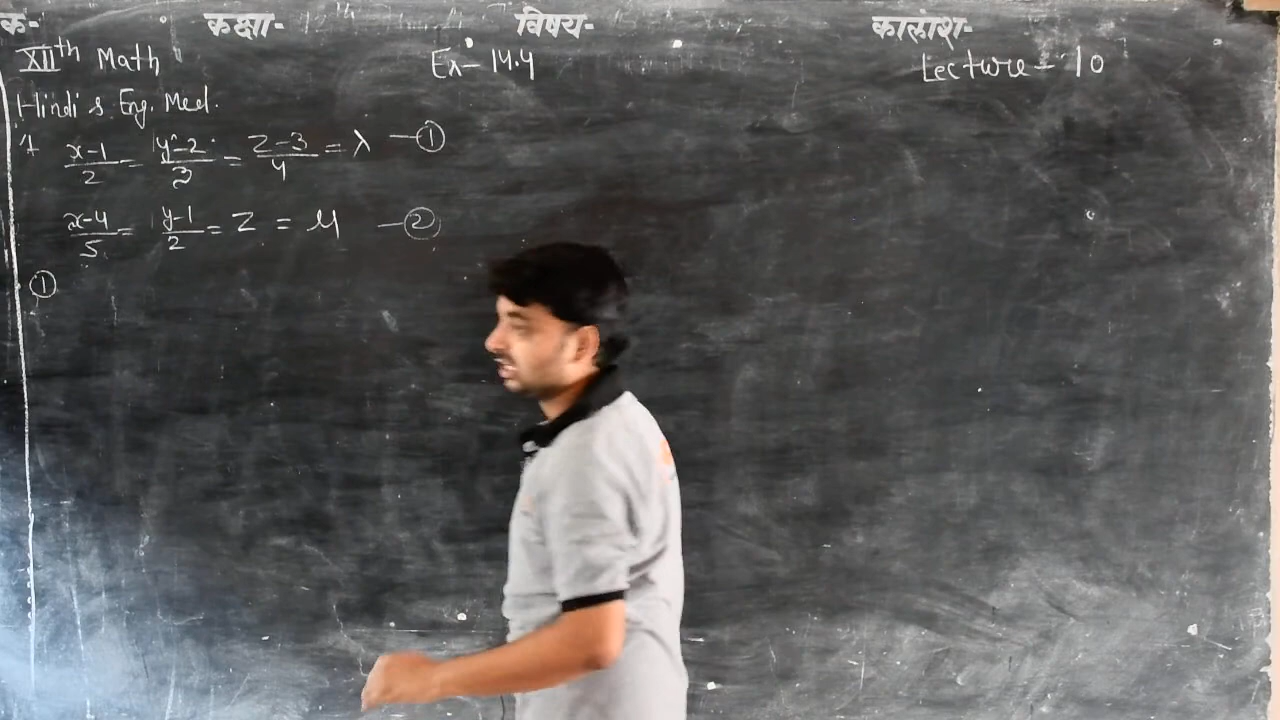 क- कक्षा- 12th विषय- कालांश-
XIIth Math Ex- 14.4 Lecture - 10
Hindi & Eng. Med.
x-1/2 = y-2/3 = z-3/4 = λ —①
x-4/5 = y-1/2 = z = μ —②
①